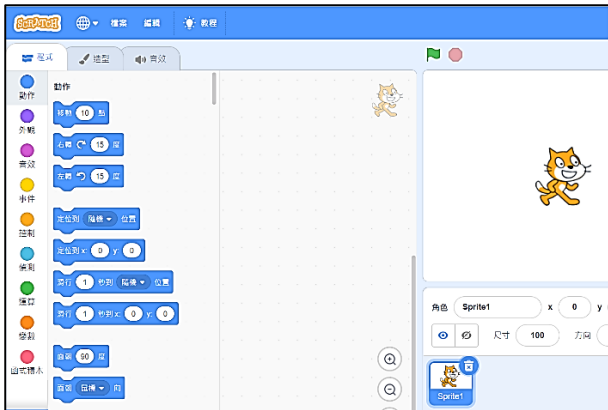 SCRATCH 檔案 編輯 教程
程式 造型 音效
動作
動作
外觀
音效
事件
控制
偵測
運算
變數
函式積木
移動 10 點
右轉 15 度
左轉 15 度
定位到 隨機 位置
定位到 x: 0 y: 0
滑行 1 秒到 隨機 位置
滑行 1 秒到 x: 0 y: 0
面朝 90 度
面朝 鼠標 向
角色 Sprite1 x 0 y
尺寸 100 方向
Sprite1